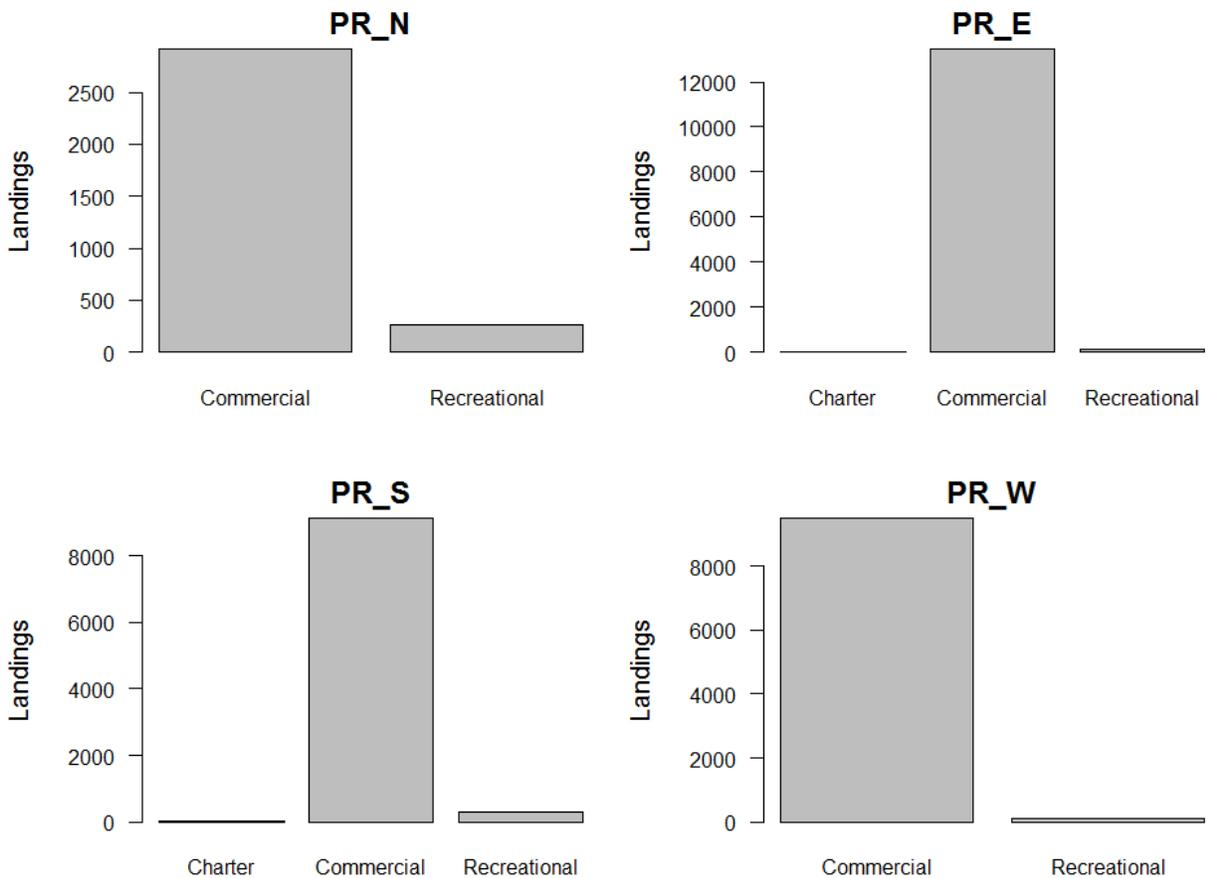 PR_N
Landings
2500
2000
1500
1000
500
0
Commercial Recreational
PR_E
Landings
12000
10000
8000
6000
4000
2000
0
Charter Commercial Recreational
PR_S
Landings
8000
6000
4000
2000
0
Charter Commercial Recreational
PR_W
Landings
8000
6000
4000
2000
0
Commercial Recreational